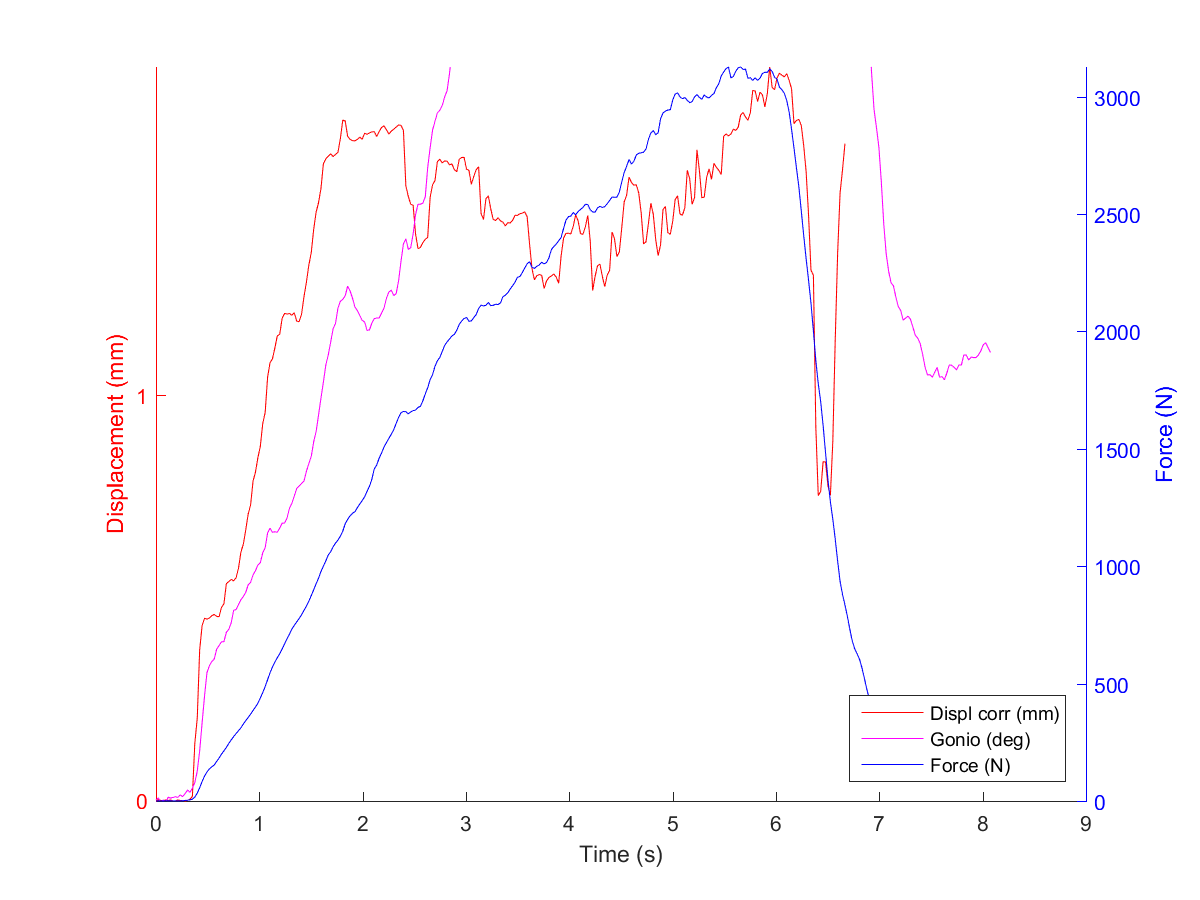 Displacement (mm)
1
0
3000
2500
2000
1500
1000
500
0
Force (N)
Displ corr (mm)
Gonio (deg)
Force (N)
0 1 2 3 4 5 6 7 8 9
Time (s)